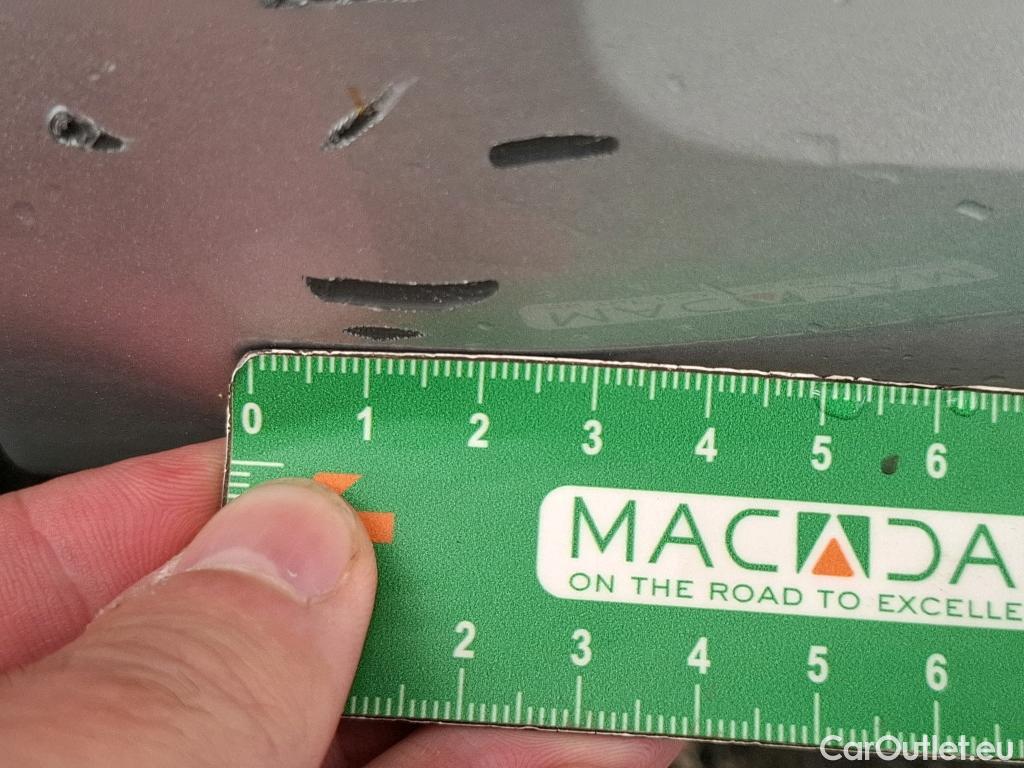 0 1 2 3 4 5 6
MACADA
ON THE ROAD TO EXCELLE
2 3 4 5 6
CarOutlet.eu